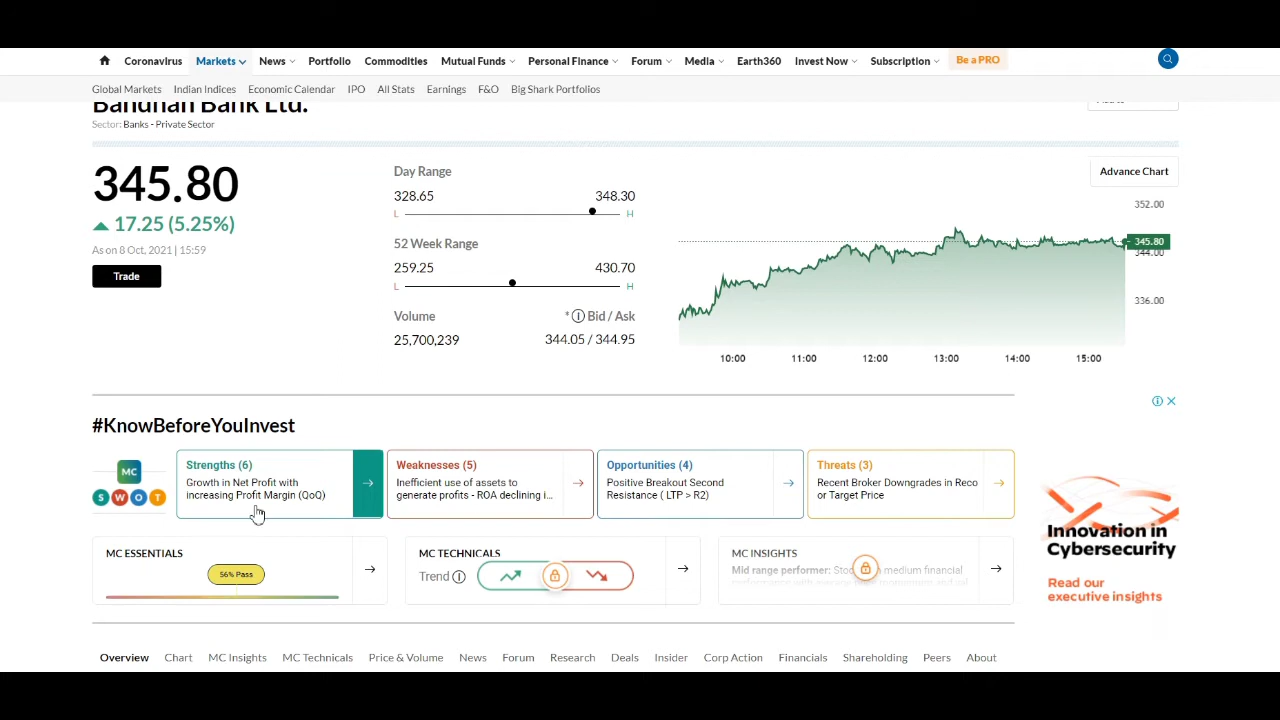 Coronavirus Markets News Portfolio Commodities Mutual Funds Personal Finance Forum Media Earth360 Invest Now Subscription Be a PRO
Global Markets Indian Indices Economic Calendar IPO All Stats Earnings F&O Big Shark Portfolios
Bandhan Bank Ltd.
Sector: Banks - Private Sector
345.80
17.25 (5.25%)
As on 8 Oct, 2021 | 15:59
Trade
Day Range
328.65 348.30
L H
52 Week Range
259.25 430.70
L H
Volume * Bid / Ask
25,700,239 344.05 / 344.95
Advance Chart
352.00
345.80
344.00
336.00
10:00 11:00 12:00 13:00 14:00 15:00
#KnowBeforeYouInvest
MC
S W O T
Strengths (6)
Growth in Net Profit with
increasing Profit Margin (QoQ)
Weaknesses (5)
Inefficient use of assets to
generate profits - ROA declining i...
Opportunities (4)
Positive Breakout Second
Resistance ( LTP > R2)
Threats (3)
Recent Broker Downgrades in Reco
or Target Price
MC ESSENTIALS
56% Pass
MC TECHNICALS
Trend
MC INSIGHTS
Mid range performer: medium financial
Innovation in
Cybersecurity
Read our
executive insights
Overview Chart MC Insights MC Technicals Price & Volume News Forum Research Deals Insider Corp Action Financials Shareholding Peers About